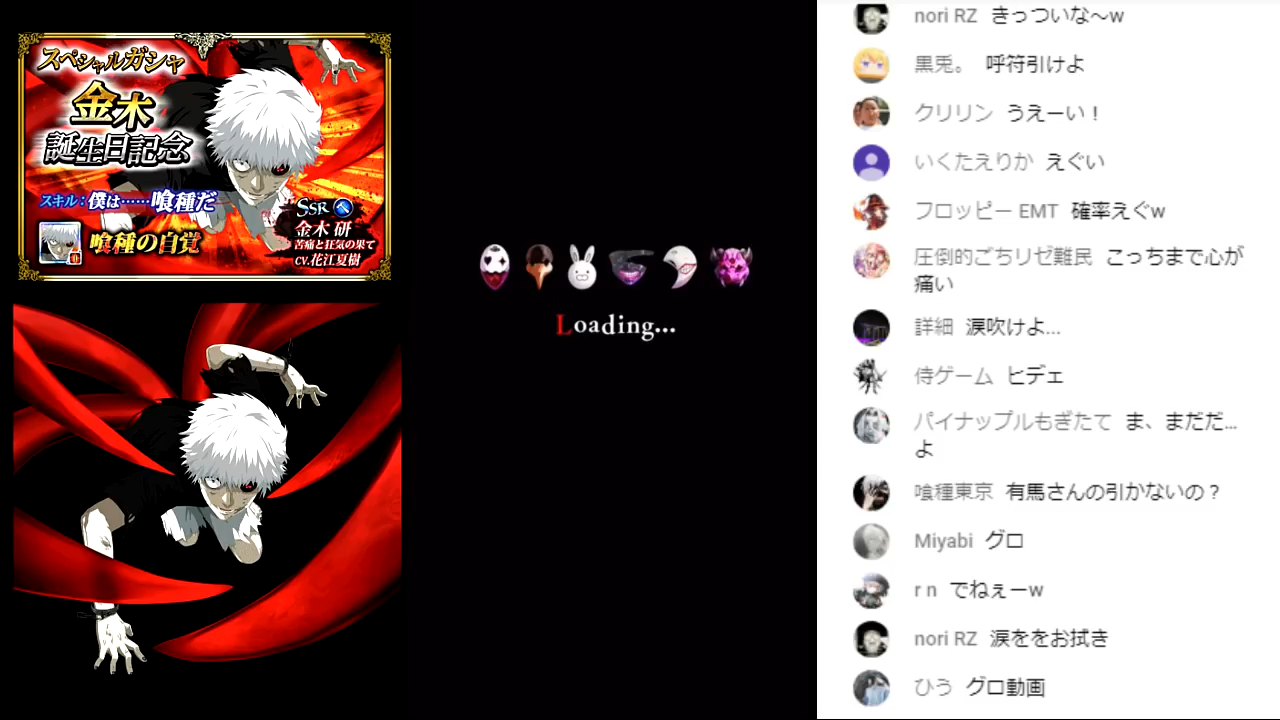 スペシャルガシャ
金木
誕生日記念
スキル:僕は……喰種だ
喰種の自覚
SSR
金木 研
苦痛と狂気の果て
CV.花江夏樹
Loading...
nori RZ きっついな〜w
黒兎。 呼符引けよ
クリリン うえーい！
いくたえりか えぐい
フロッピー EMT 確率えぐw
圧倒的ごちリゼ難民 こっちまで心が
痛い
詳細 涙吹けよ...
侍ゲーム ヒデェ
パイナップルもぎたて ま、まだだ...
よ
喰種東京 有馬さんの引かないの？
Miyabi グロ
r n でねぇーw
nori RZ 涙ををお拭き
ひう グロ動画